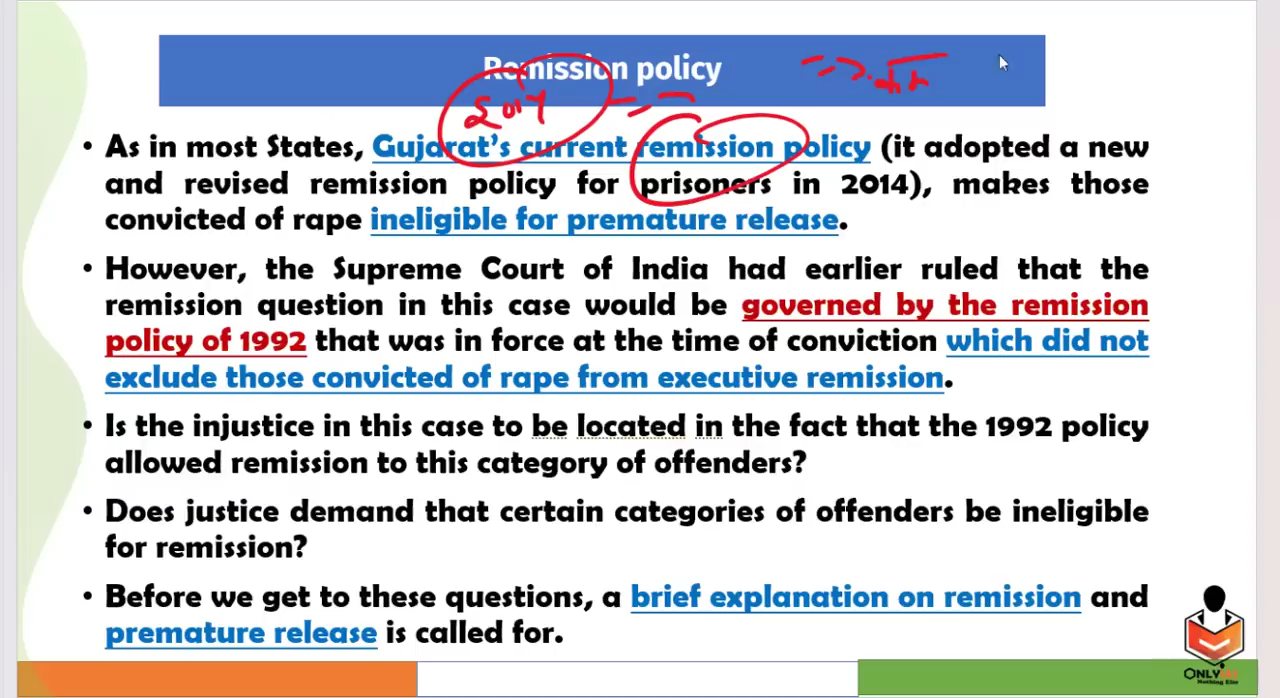 Remission policy
2014
• As in most States, Gujarat's current remission policy (it adopted a new
and revised remission policy for prisoners in 2014), makes those
convicted of rape ineligible for premature release.
• However, the Supreme Court of India had earlier ruled that the
remission question in this case would be governed by the remission
policy of 1992 that was in force at the time of conviction which did not
exclude those convicted of rape from executive remission.
• Is the injustice in this case to be located in the fact that the 1992 policy
allowed remission to this category of offenders?
• Does justice demand that certain categories of offenders be ineligible
for remission?
• Before we get to these questions, a brief explanation on remission and
premature release is called for.
ONLY
Nothing Else